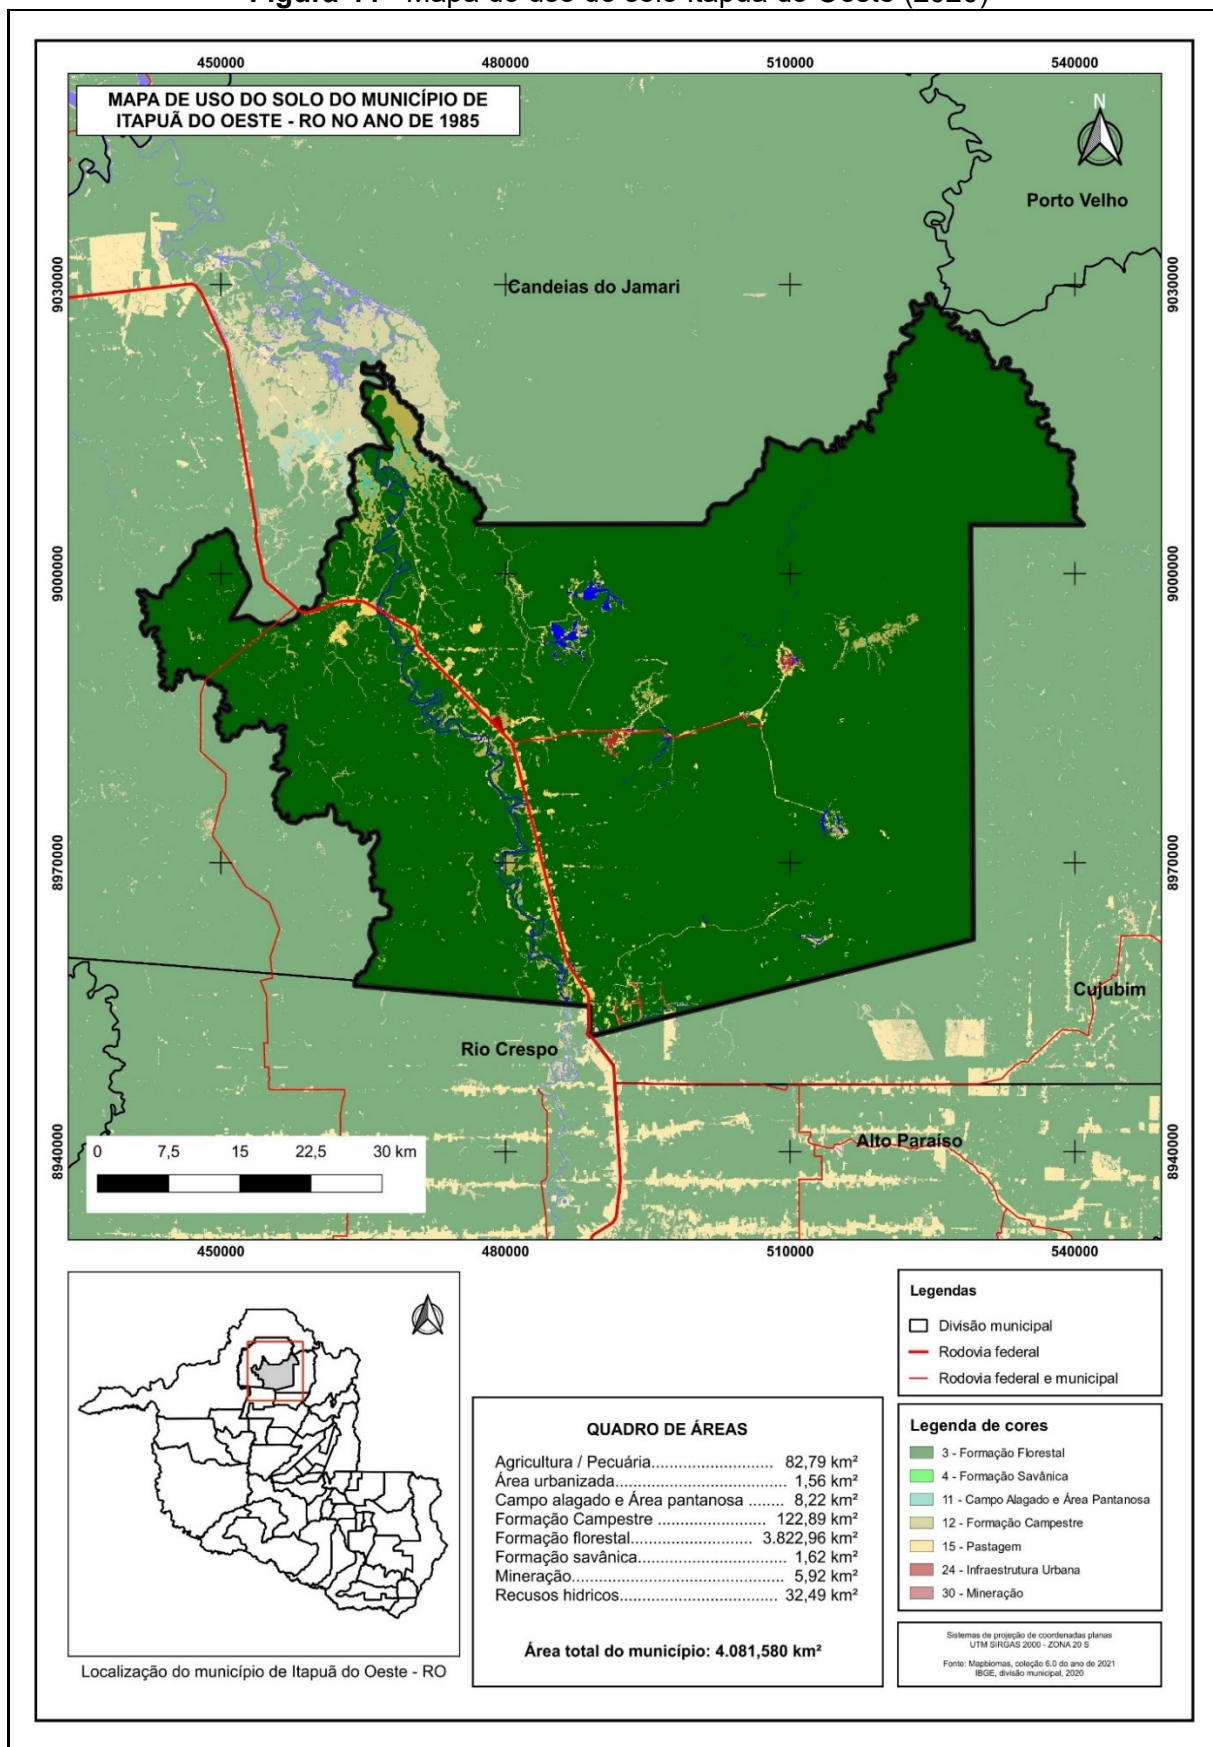 Mapa de uso do solo Itapuã do Oeste (2020)
450000 480000 510000 540000
MAPA DE USO DO SOLO DO MUNICÍPIO DE
ITAPUÃ DO OESTE - RO NO ANO DE 1985
N
Porto Velho
Candeias do Jamari
9030000 9030000
9000000 9000000
8970000 8970000
Cujubim
Rio Crespo
Alto Paraíso
8940000 8940000
0 7,5 15 22,5 30 km
450000 480000 510000 540000
Localização do município de Itapuã do Oeste - RO
QUADRO DE ÁREAS
Agricultura / Pecuária........................... 82,79 km²
Área urbanizada...................................... 1,56 km²
Campo alagado e Área pantanosa ........ 8,22 km²
Formação Campestre ........................ 122,89 km²
Formação florestal........................... 3.822,96 km²
Formação savânica................................. 1,62 km²
Mineração............................................... 5,92 km²
Recusos hidricos................................... 32,49 km²
Área total do município: 4.081,580 km²
Legendas
Divisão municipal
Rodovia federal
Rodovia federal e municipal
Legenda de cores
3 - Formação Florestal
4 - Formação Savânica
11 - Campo Alagado e Área Pantanosa
12 - Formação Campestre
15 - Pastagem
24 - Infraestrutura Urbana
30 - Mineração
Sistemas de projeção de coordenadas planas
UTM SIRGAS 2000 - ZONA 20 S
Fonte: Mapbiomas, coleção 6.0 do ano de 2021
IBGE, divisão municipal, 2020